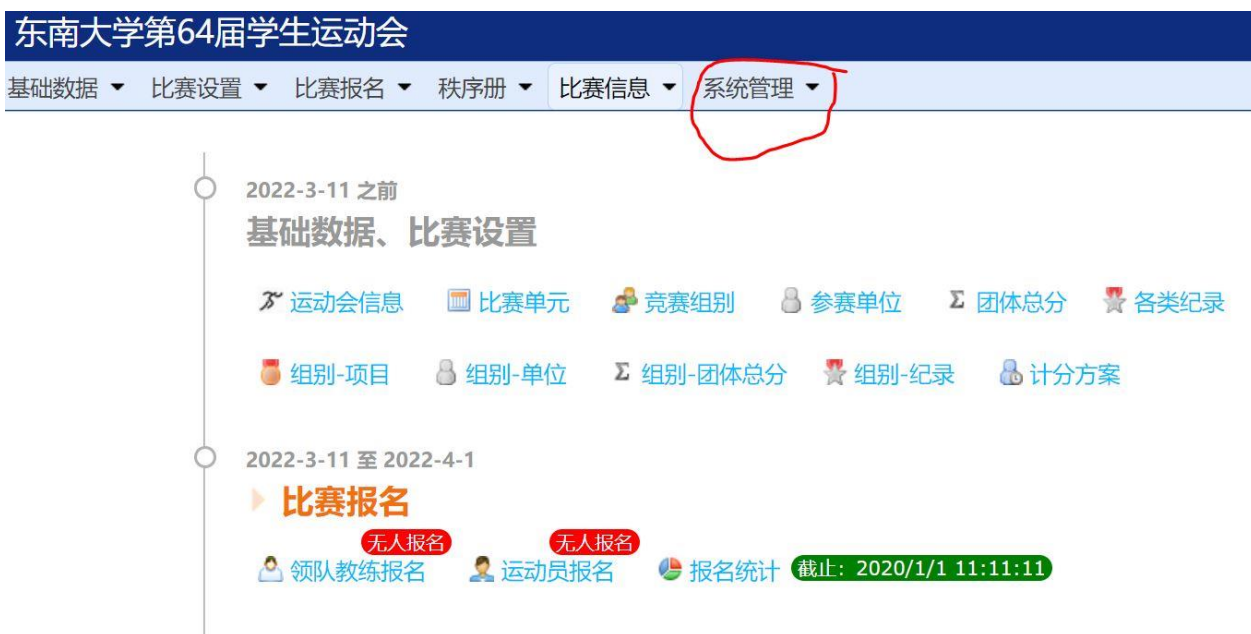 东南大学第64届学生运动会
基础数据 比赛设置 比赛报名 秩序册 比赛信息 系统管理
2022-3-11 之前
基础数据、比赛设置
运动会信息 比赛单元 竞赛组别 参赛单位 Σ 团体总分 各类纪录
组别-项目 组别-单位 Σ 组别-团体总分 组别-纪录 计分方案
2022-3-11 至 2022-4-1
比赛报名
无人报名 无人报名
领队教练报名 运动员报名 报名统计 截止：2020/1/1 11:11:11